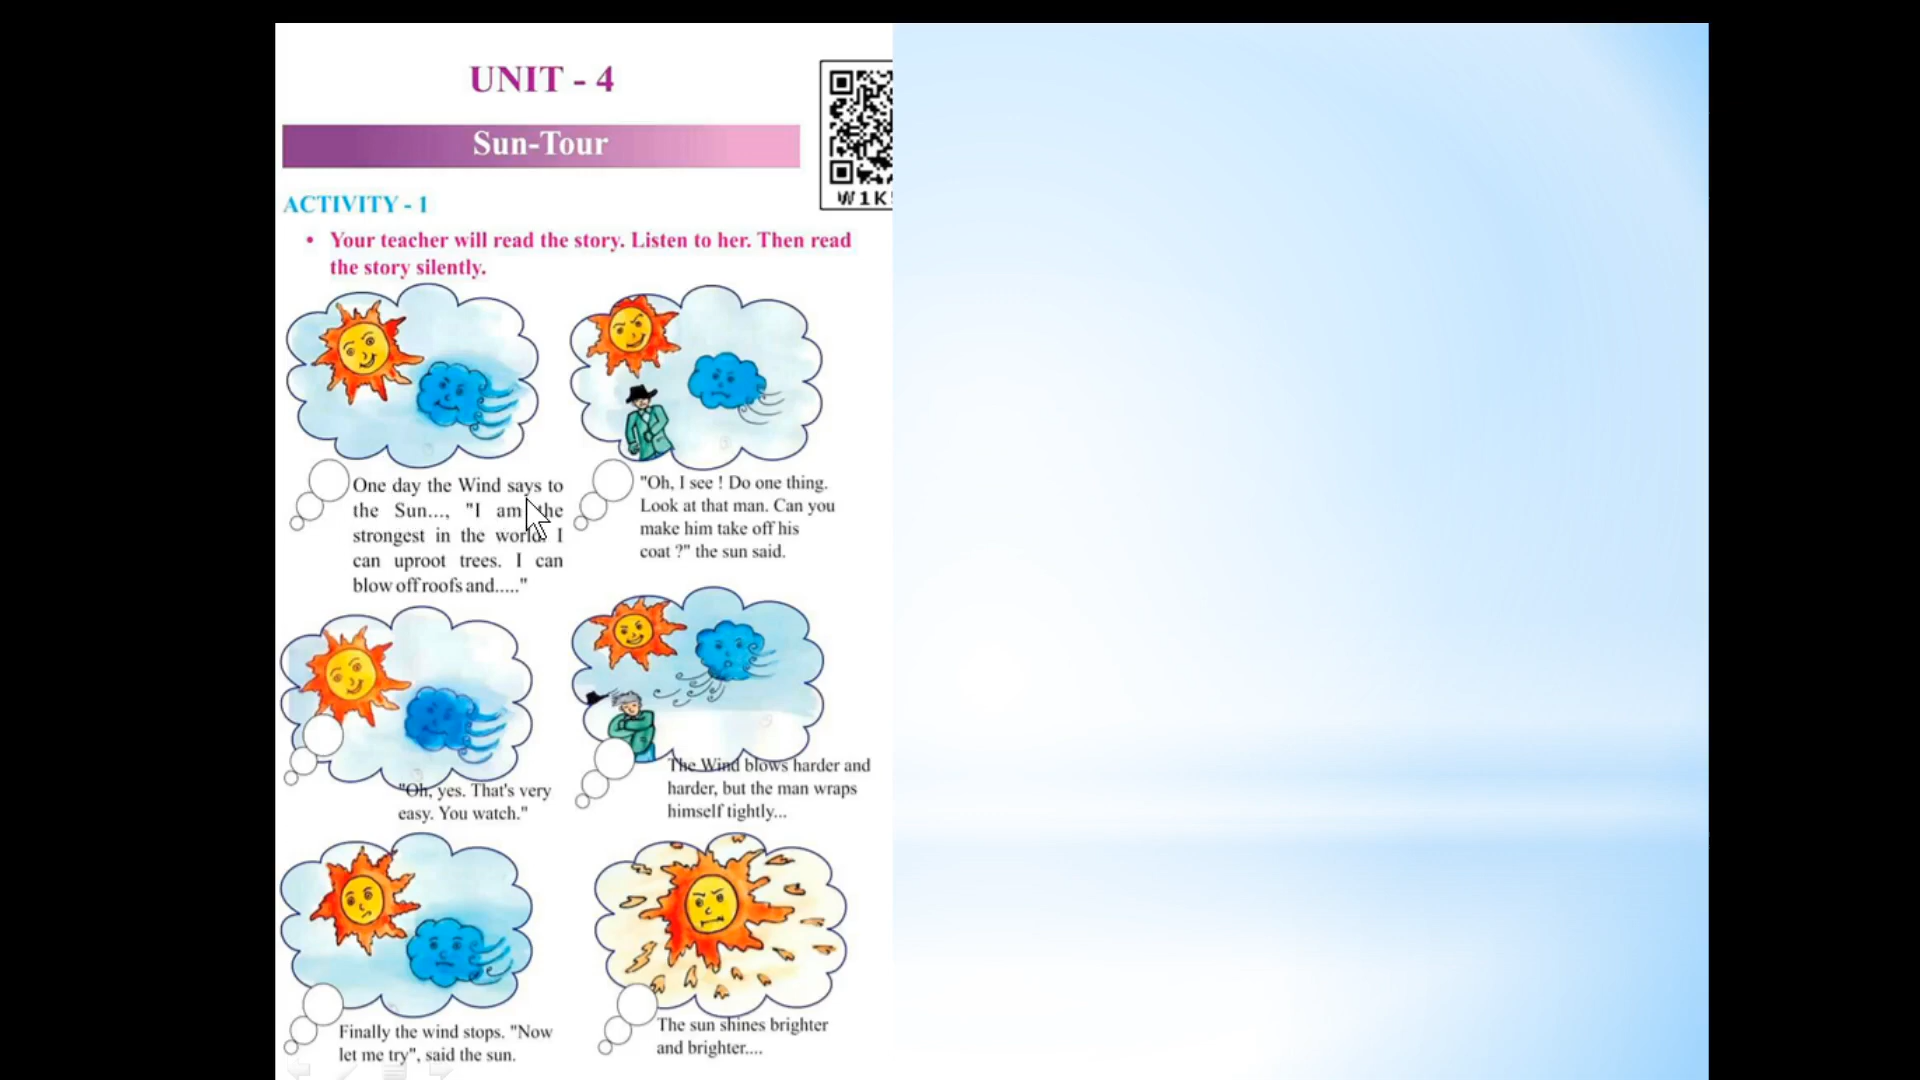 UNIT - 4
Sun-Tour
W1K
ACTIVITY - 1
• Your teacher will read the story. Listen to her. Then read
the story silently.
One day the Wind says to
the Sun..., "I am the
strongest in the world. I
can uproot trees. I can
blow off roofs and....."
"Oh, I see ! Do one thing.
Look at that man. Can you
make him take off his
coat ?" the sun said.
"Oh, yes. That's very
easy. You watch."
The Wind blows harder and
harder, but the man wraps
himself tightly...
Finally the wind stops. "Now
let me try", said the sun.
The sun shines brighter
and brighter....